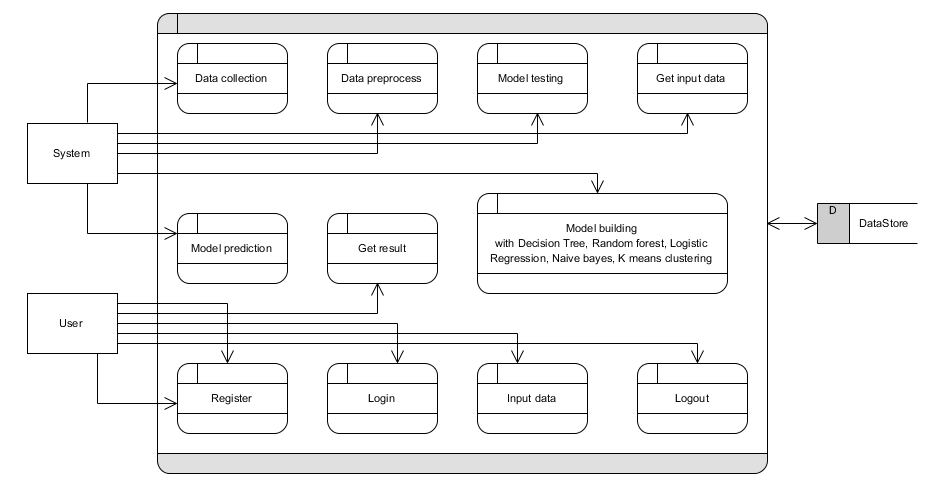 Data collection
Data preprocess
Model testing
Get input data
System
Model prediction
Get result
Model building
with Decision Tree, Random forest, Logistic
Regression, Naive bayes, K means clustering
D
DataStore
User
Register
Login
Input data
Logout